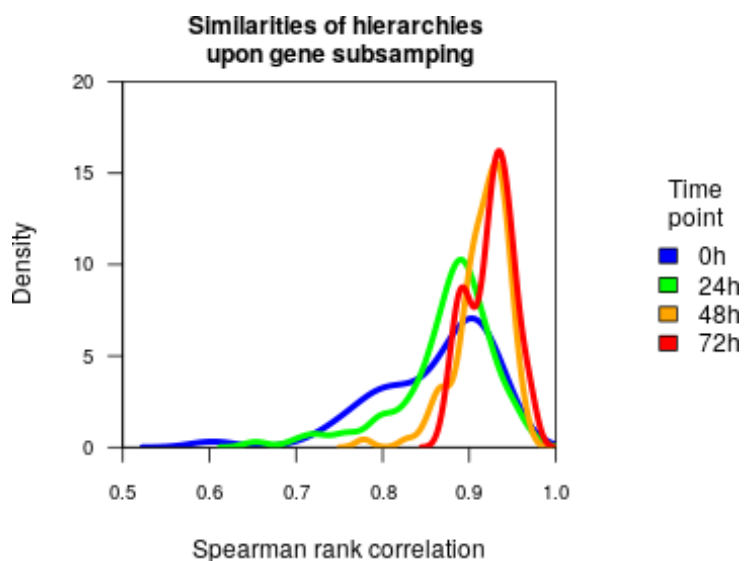 Similarities of hierarchies
upon gene subsamping
20
15
10
5
0
Density
0.5 0.6 0.7 0.8 0.9 1.0
Spearman rank correlation
Time
point
0h
24h
48h
72h